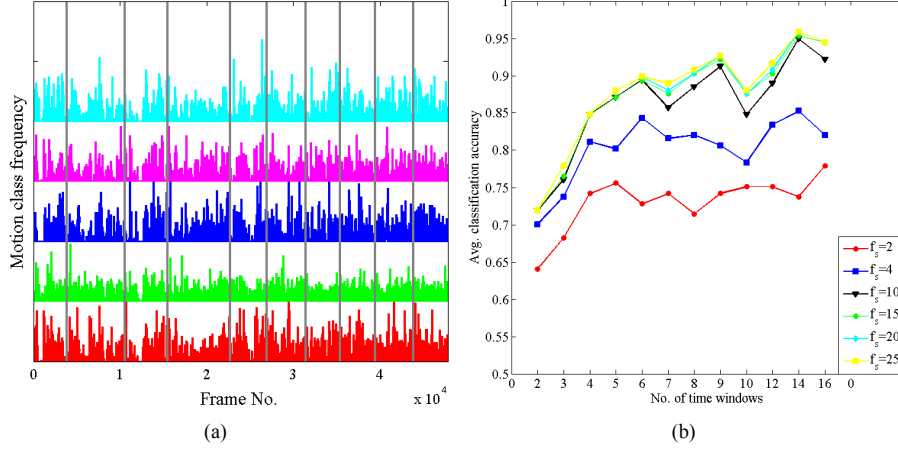 Motion class frequency
0 1 2 3 4
x 10^4
Frame No.
(a)
(b)
Avg. classification accuracy
0.95
0.9
0.85
0.8
0.75
0.7
0.65
0.6
0.55
0.5
0 2 3 4 5 6 7 8 9 10 12 14 16 0
No. of time windows
f_s=2
f_s=4
f_s=10
f_s=15
f_s=20
f_s=25